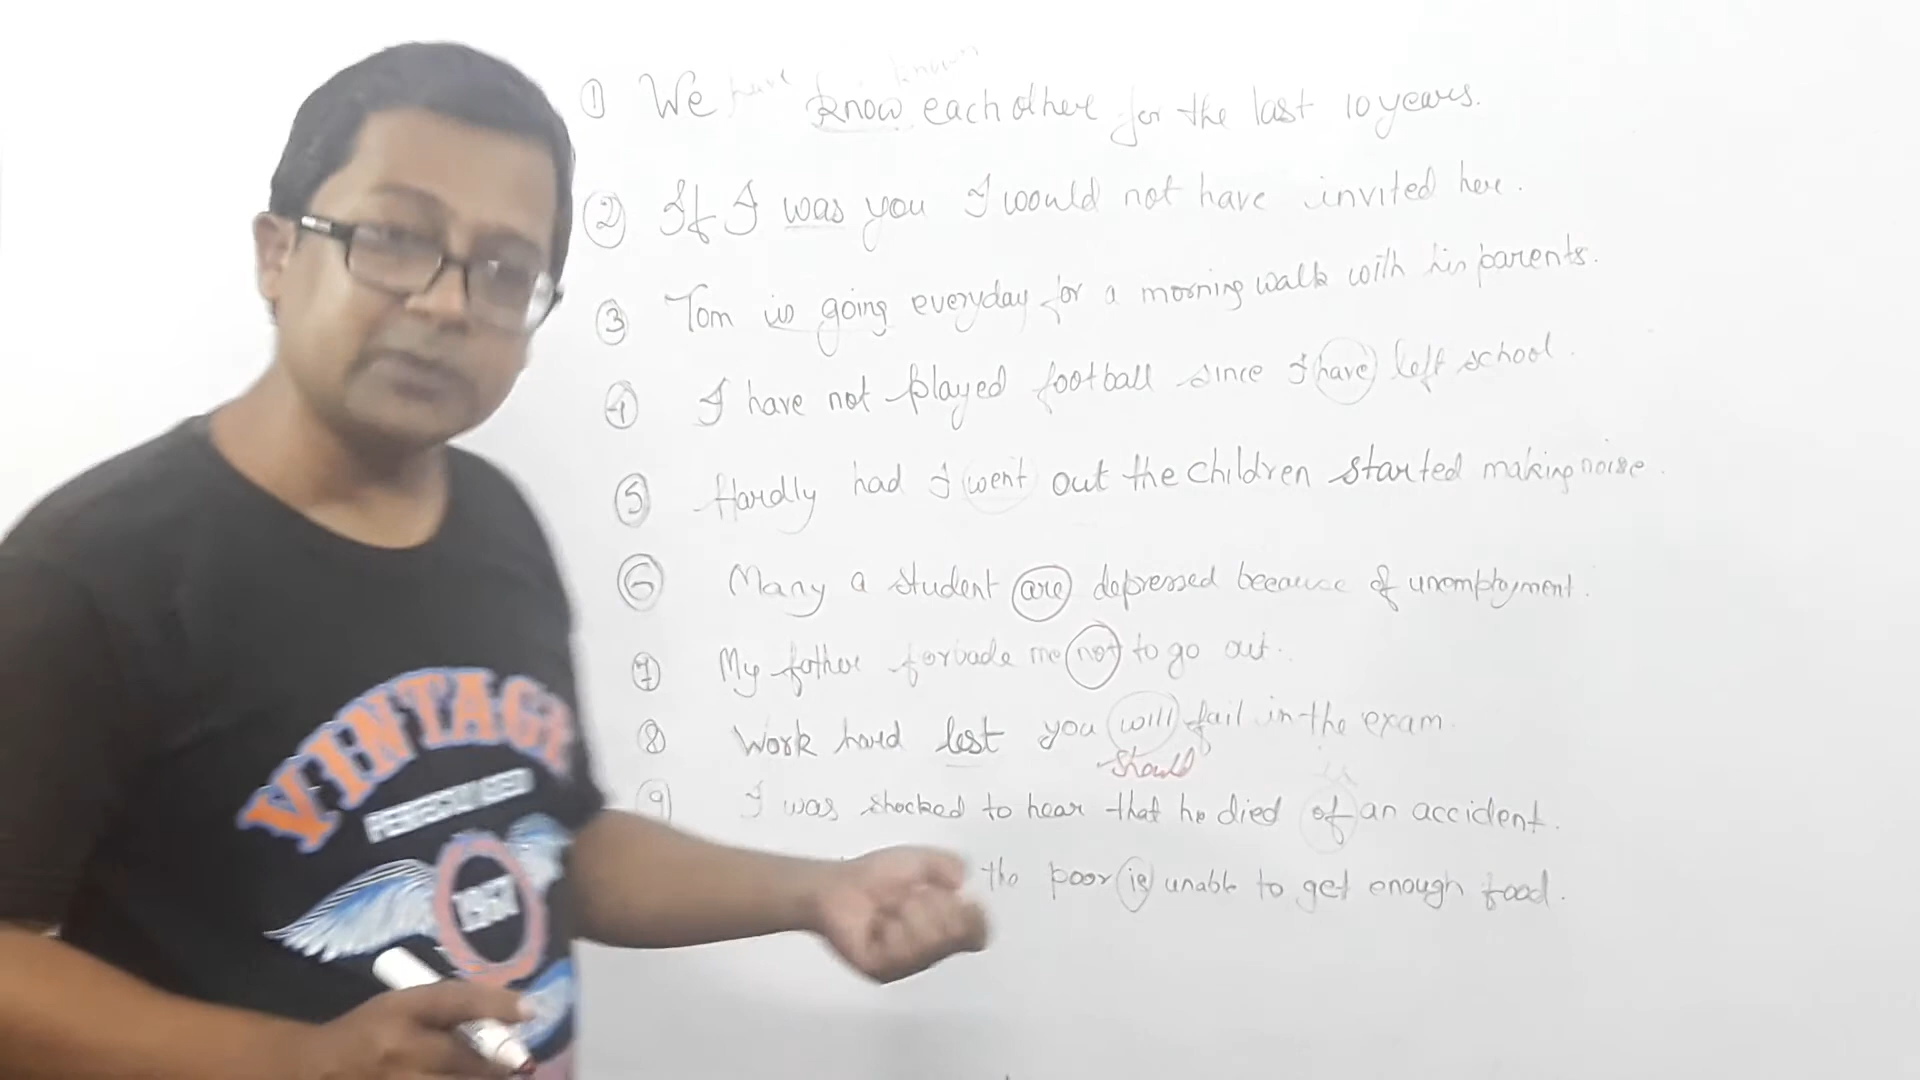 have known
① We know each othere for the last 10 years.
② If I was you I would not have invited here.
③ Tom is going everyday for a morning walk with his parents.
④ I have not played football since I have left school.
⑤ Hardly had I went out the children started making noise.
⑥ Many a student are depressed because of unemployment.
⑦ My father forbade me not to go out.
⑧ Work hard lest you will fail in the exam.
should
⑨ I was shocked to hear that he died of an accident.
the poor is unable to get enough food.
VINTAGE